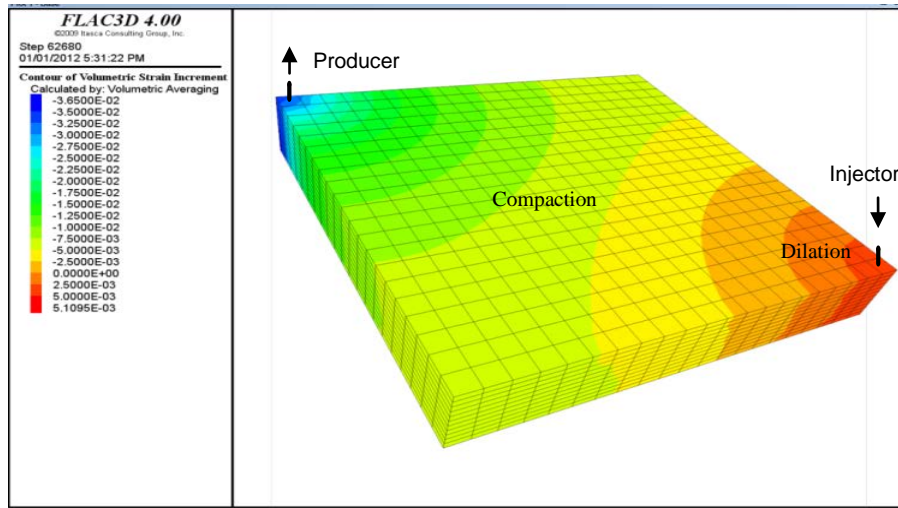 FLAC3D 4.00
©2009 Itasca Consulting Group, Inc.
Step 62680
01/01/2012 5:31:22 PM
Contour of Volumetric Strain Increment
Calculated by: Volumetric Averaging
-3.6500E-02
-3.5000E-02
-3.2500E-02
-3.0000E-02
-2.7500E-02
-2.5000E-02
-2.2500E-02
-2.0000E-02
-1.7500E-02
-1.5000E-02
-1.2500E-02
-1.0000E-02
-7.5000E-03
-5.0000E-03
-2.5000E-03
0.0000E+00
2.5000E-03
5.0000E-03
5.1095E-03
Producer
Injector
Compaction
Dilation